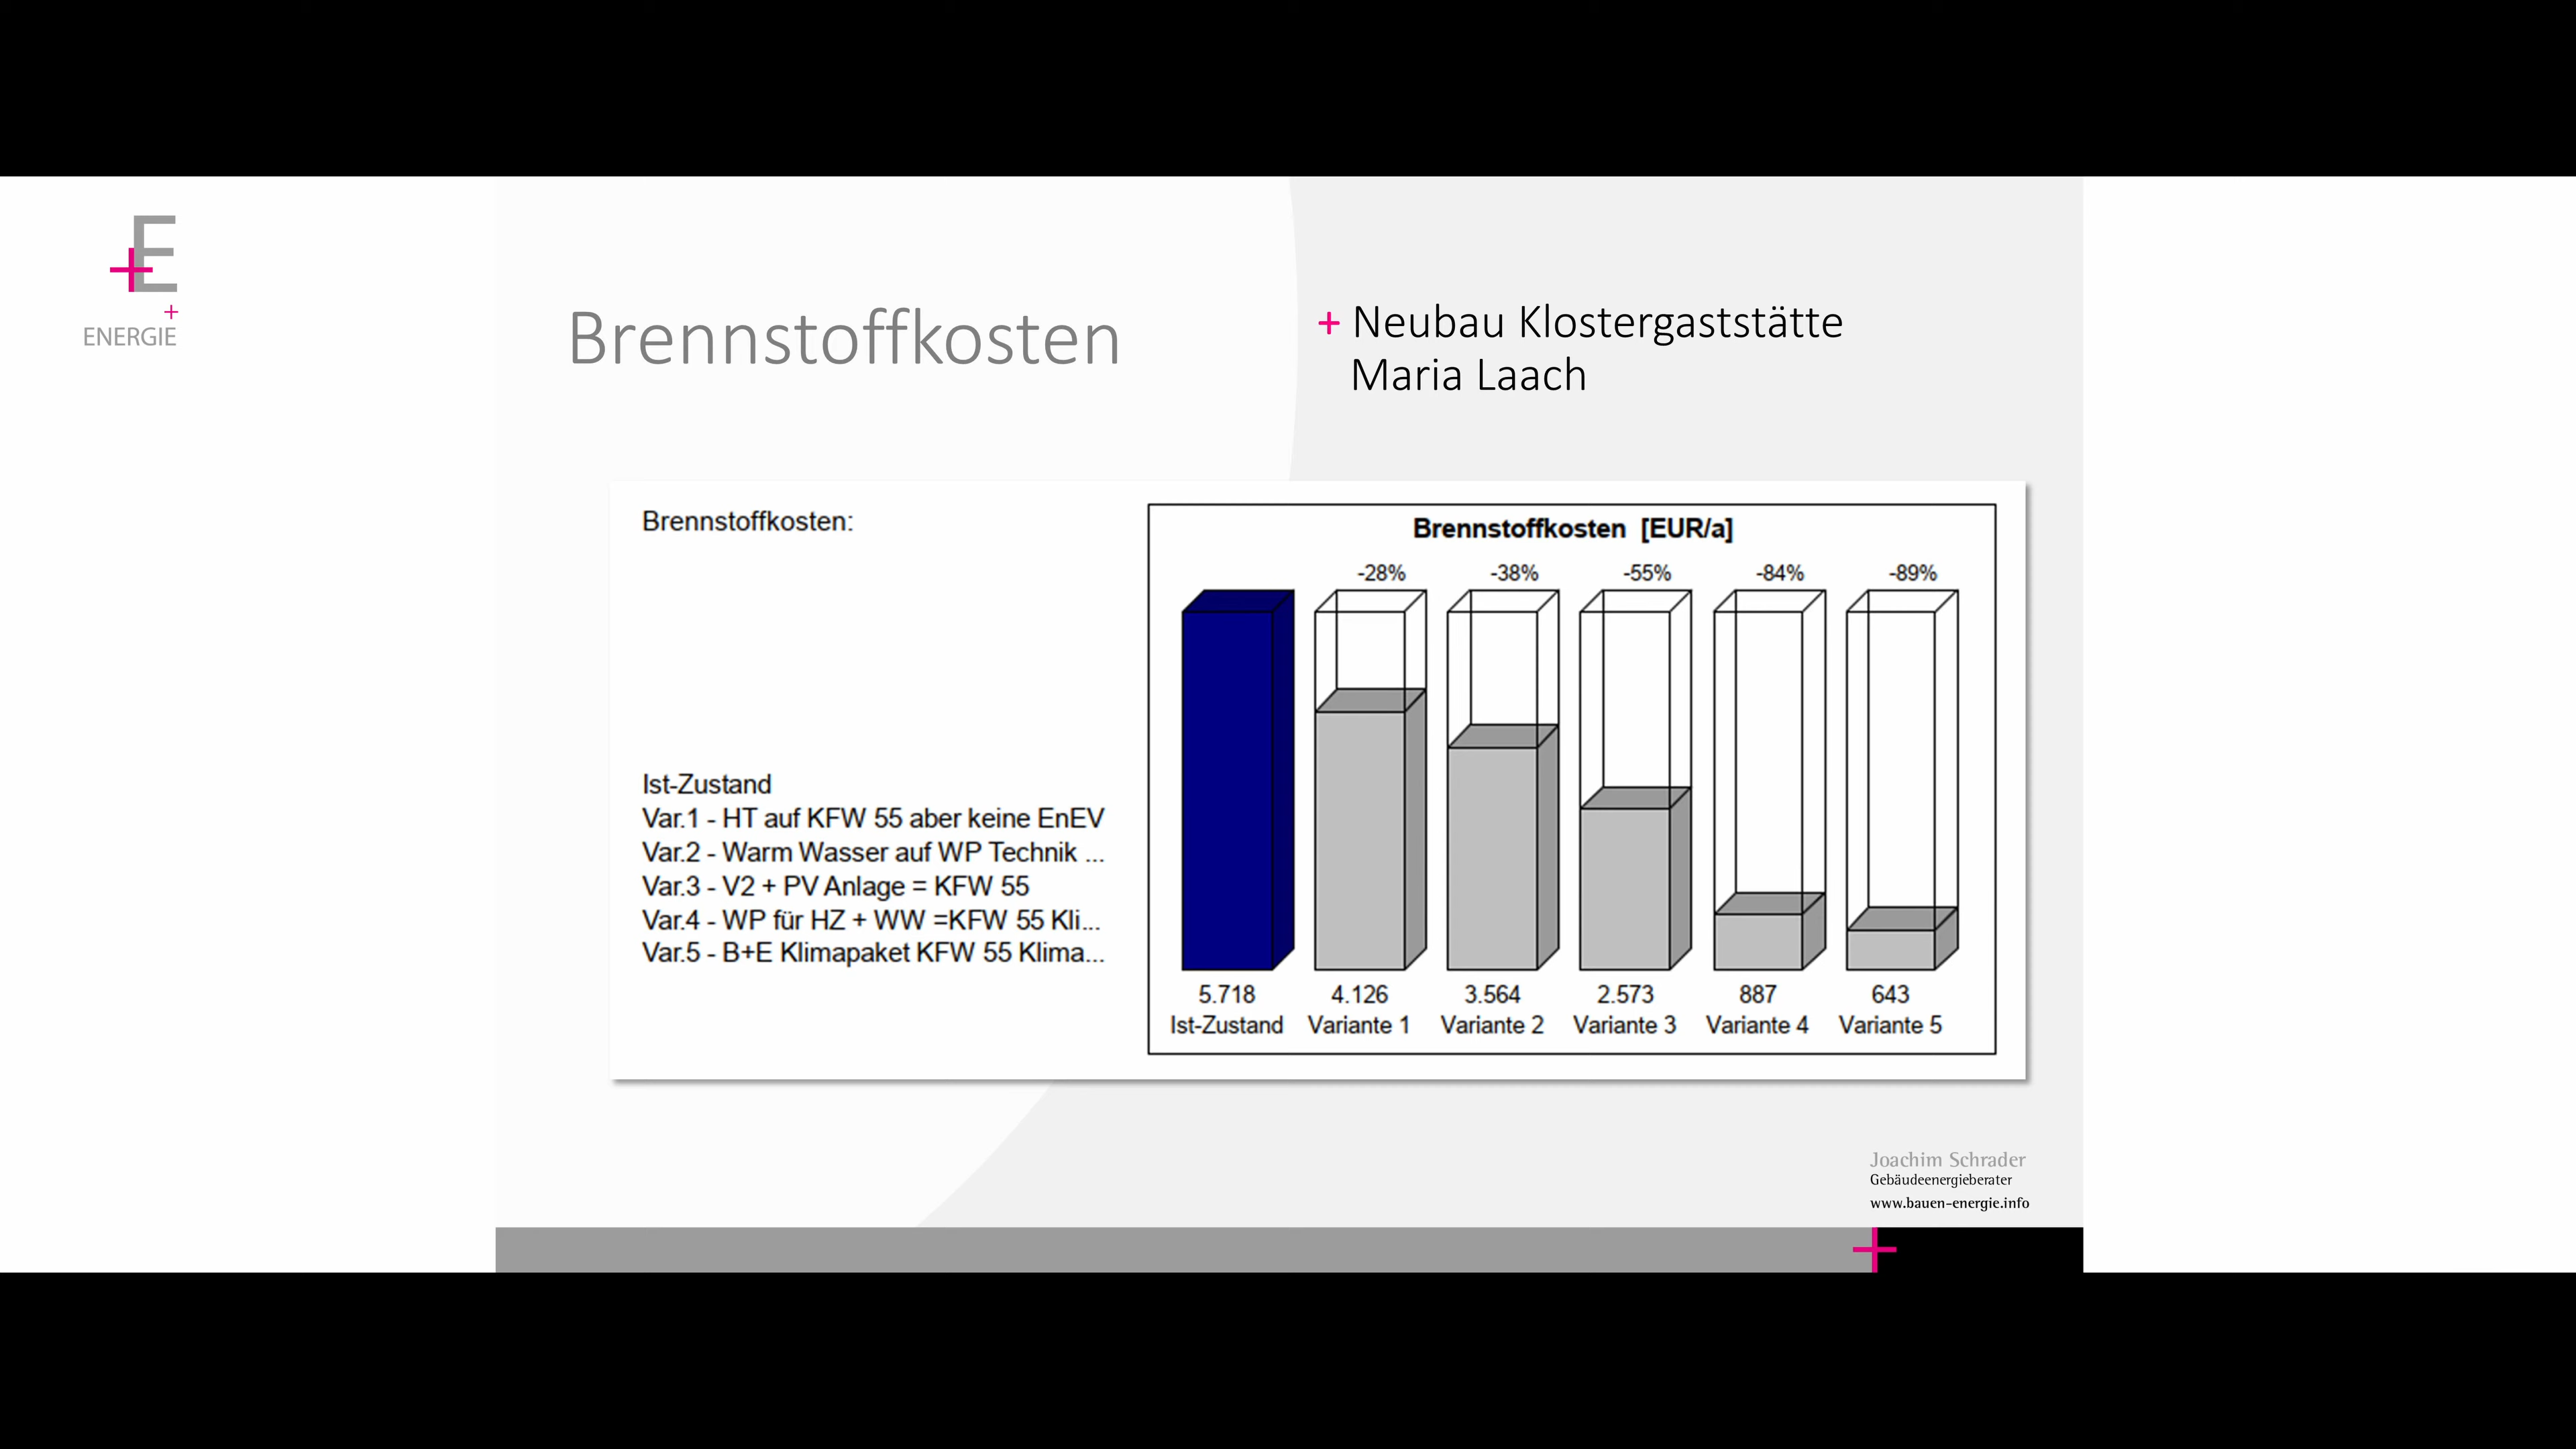 E
ENERGIE
Brennstoffkosten
+ Neubau Klostergaststätte
Maria Laach
Brennstoffkosten:
Ist-Zustand
Var.1 - HT auf KFW 55 aber keine EnEV
Var.2 - Warm Wasser auf WP Technik ...
Var.3 - V2 + PV Anlage = KFW 55
Var.4 - WP für HZ + WW =KFW 55 Kli...
Var.5 - B+E Klimapaket KFW 55 Klima...
Brennstoffkosten [EUR/a]
-28% -38% -55% -84% -89%
5.718 4.126 3.564 2.573 887 643
Ist-Zustand Variante 1 Variante 2 Variante 3 Variante 4 Variante 5
Joachim Schrader
Gebäudeenergieberater
www.bauen-energie.info